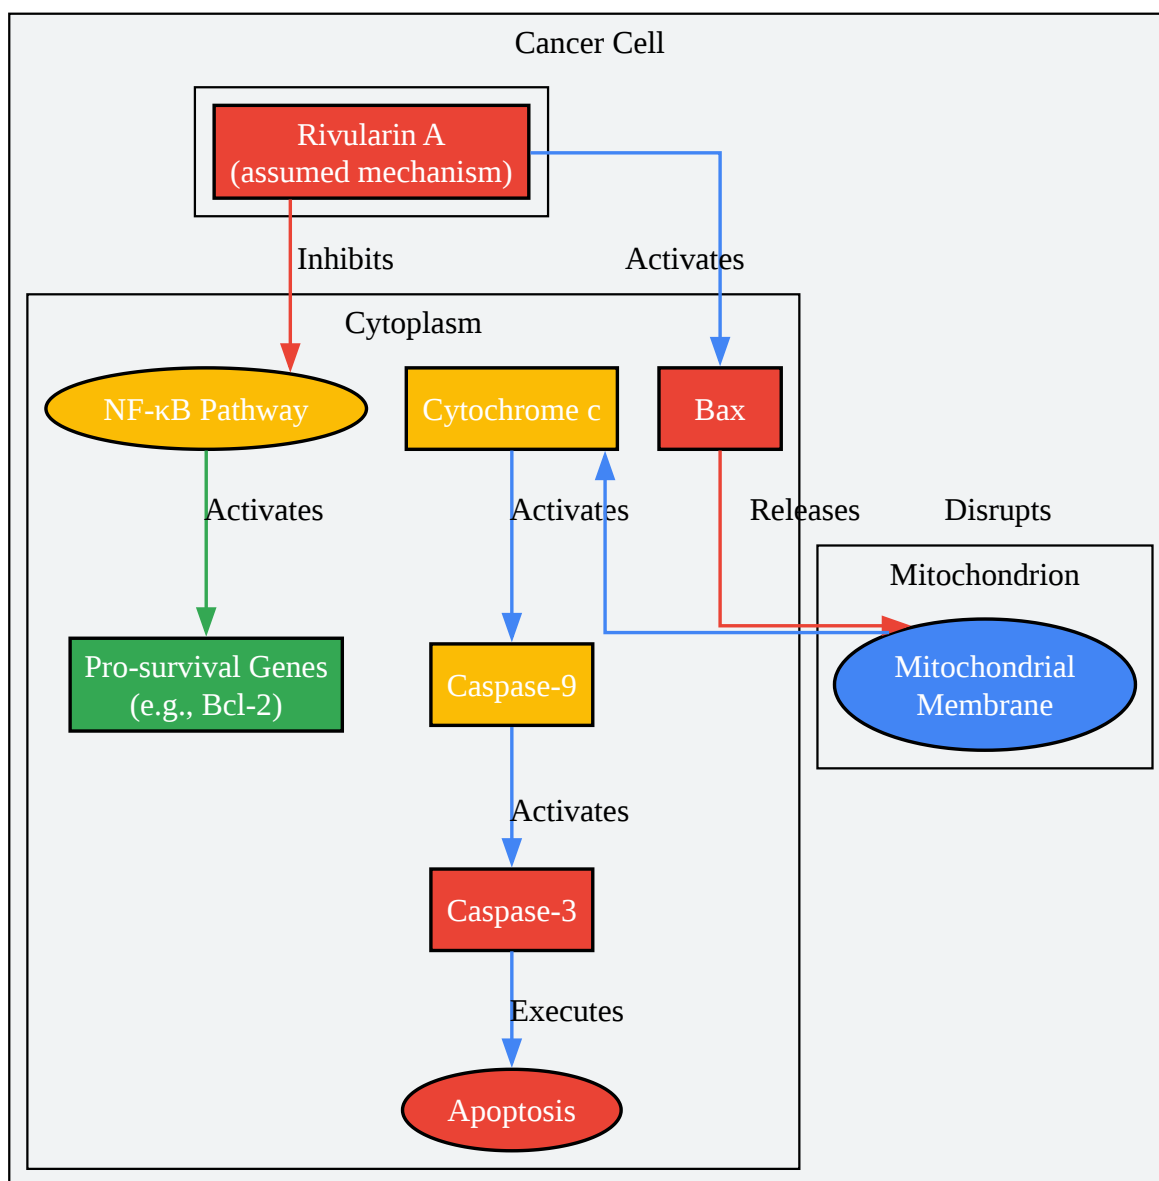 Cancer Cell
Rivularin A
(assumed mechanism)
Inhibits
Activates
Cytoplasm
NF-κB Pathway
Cytochrome c
Bax
Activates
Activates
Releases
Disrupts
Mitochondrion
Pro-survival Genes
(e.g., Bcl-2)
Caspase-9
Mitochondrial
Membrane
Activates
Caspase-3
Executes
Apoptosis